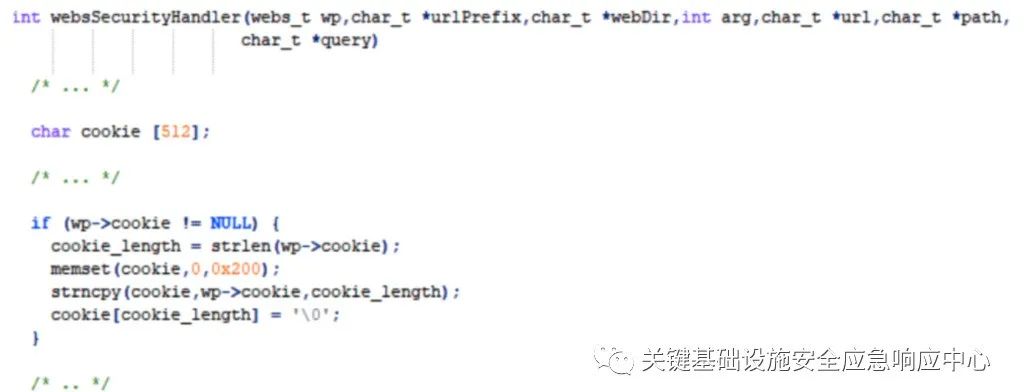 int websSecurityHandler(webs_t wp,char_t *urlPrefix,char_t *webDir,int arg,char_t *url,char_t *path,
char_t *query)
/* ... */
char cookie [512];
/* ... */
if (wp->cookie != NULL) {
cookie_length = strlen(wp->cookie);
memset(cookie,0,0x200);
strncpy(cookie,wp->cookie,cookie_length);
cookie[cookie_length] = '\0';
}
/* .. */
关键基础设施安全应急响应中心